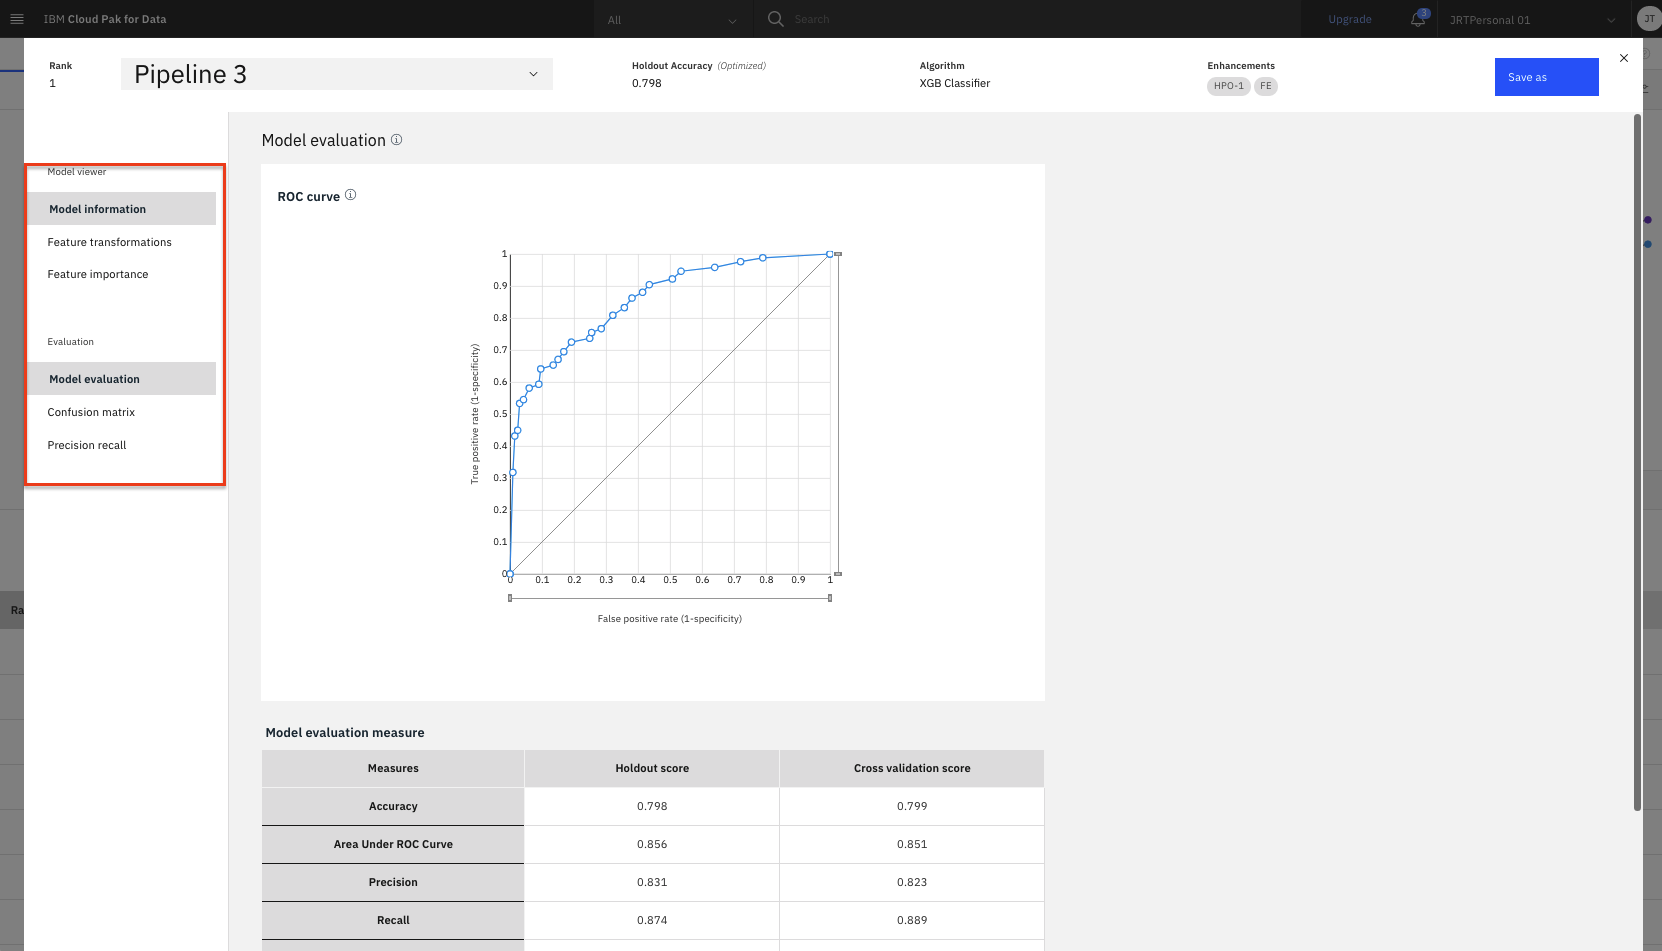 IBM Cloud Pak for Data
All
Search
Upgrade
3
JRTPersonal 01
JT
Rank
1
Pipeline 3
Holdout Accuracy (Optimized)
0.798
Algorithm
XGB Classifier
Enhancements
HPO-1 FE
Save as
Model viewer
Model information
Feature transformations
Feature importance
Evaluation
Model evaluation
Confusion matrix
Precision recall
Model evaluation
ROC curve
True positive rate (1-specificity)
1
0.9
0.8
0.7
0.6
0.5
0.4
0.3
0.2
0.1
0
0 0.1 0.2 0.3 0.4 0.5 0.6 0.7 0.8 0.9 1
False positive rate (1-specificity)
Ra
Model evaluation measure
Measures Holdout score Cross validation score
Accuracy 0.798 0.799
Area Under ROC Curve 0.856 0.851
Precision 0.831 0.823
Recall 0.874 0.889